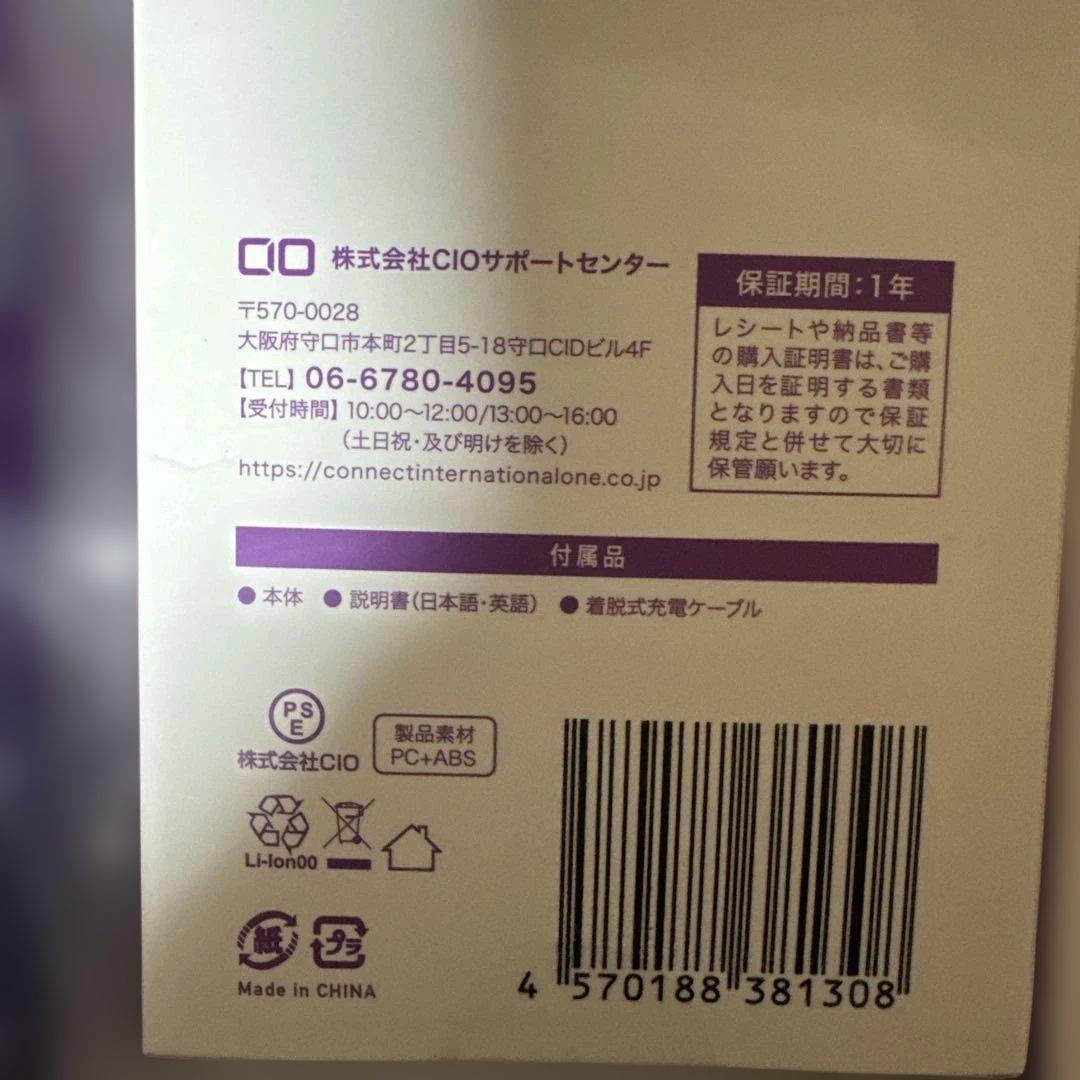 CIO 株式会社CIOサポートセンター
〒570-0028
大阪府守口市本町2丁目5-18守口CIDビル4F
【TEL】06-6780-4095
【受付時間】10:00〜12:00/13:00〜16:00
（土日祝・及び明けを除く）
https://connectinternationalone.co.jp
保証期間：1年
レシートや納品書等
の購入証明書は、ご購
入日を証明する書類
となりますので保証
規定と併せて大切に
保管願います。
付属品
●本体 ●説明書（日本語・英語） ●着脱式充電ケーブル
PS
E
株式会社CIO
製品素材
PC+ABS
Li-Ion00
紙 プラ
Made in CHINA
4 570188 381308